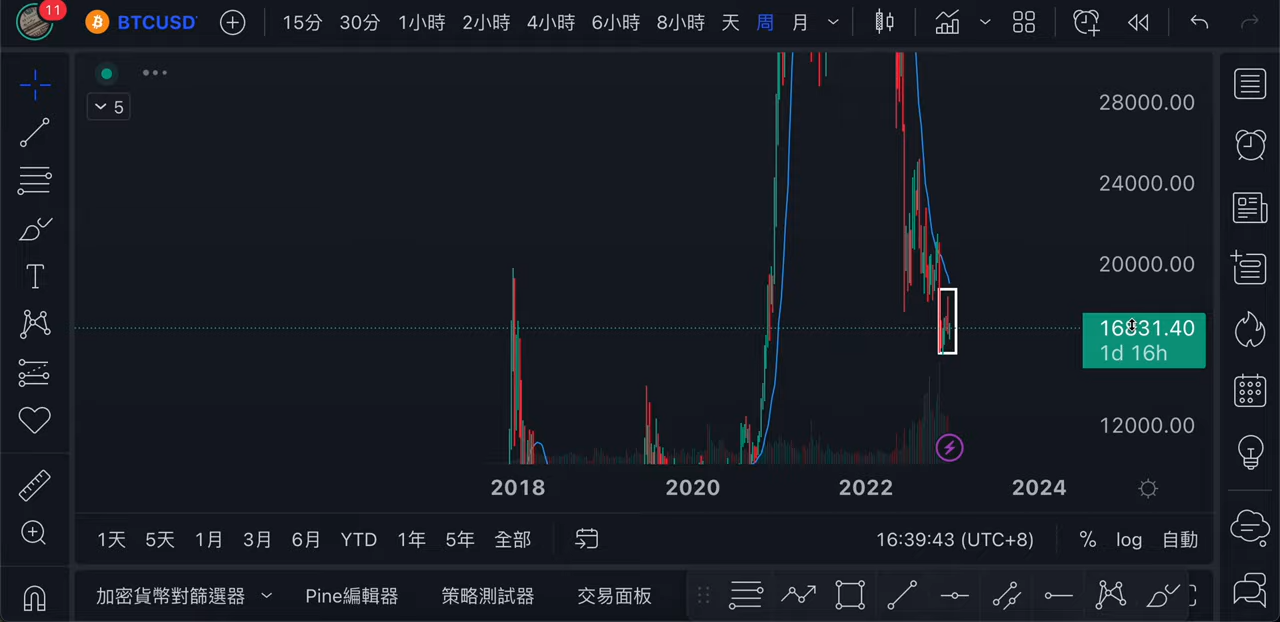 11
BTCUSD
15分 30分 1小時 2小時 4小時 6小時 8小時 天 周 月
5
28000.00
24000.00
20000.00
16831.40
1d 16h
12000.00
2018 2020 2022 2024
1天 5天 1月 3月 6月 YTD 1年 5年 全部 16:39:43 (UTC+8) % log 自動
加密貨幣對篩選器 Pine編輯器 策略測試器 交易面板